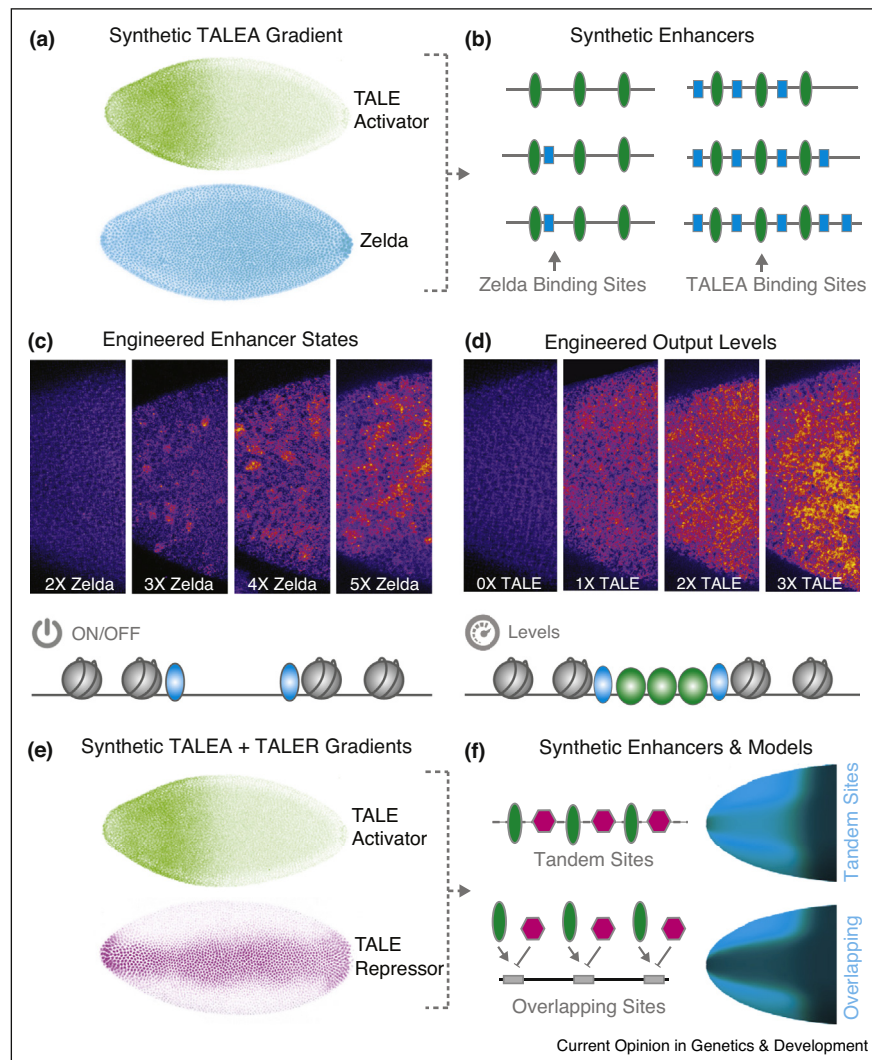 (a) Synthetic TALEA Gradient
TALE
Activator
Zelda
(b) Synthetic Enhancers
Zelda Binding Sites
TALEA Binding Sites
(c) Engineered Enhancer States
2X Zelda
3X Zelda
4X Zelda
5X Zelda
ON/OFF
(d) Engineered Output Levels
0X TALE
1X TALE
2X TALE
3X TALE
Levels
(e) Synthetic TALEA + TALER Gradients
TALE
Activator
TALE
Repressor
(f) Synthetic Enhancers & Models
Tandem Sites
Tandem Sites
Overlapping Sites
Overlapping
Current Opinion in Genetics & Development